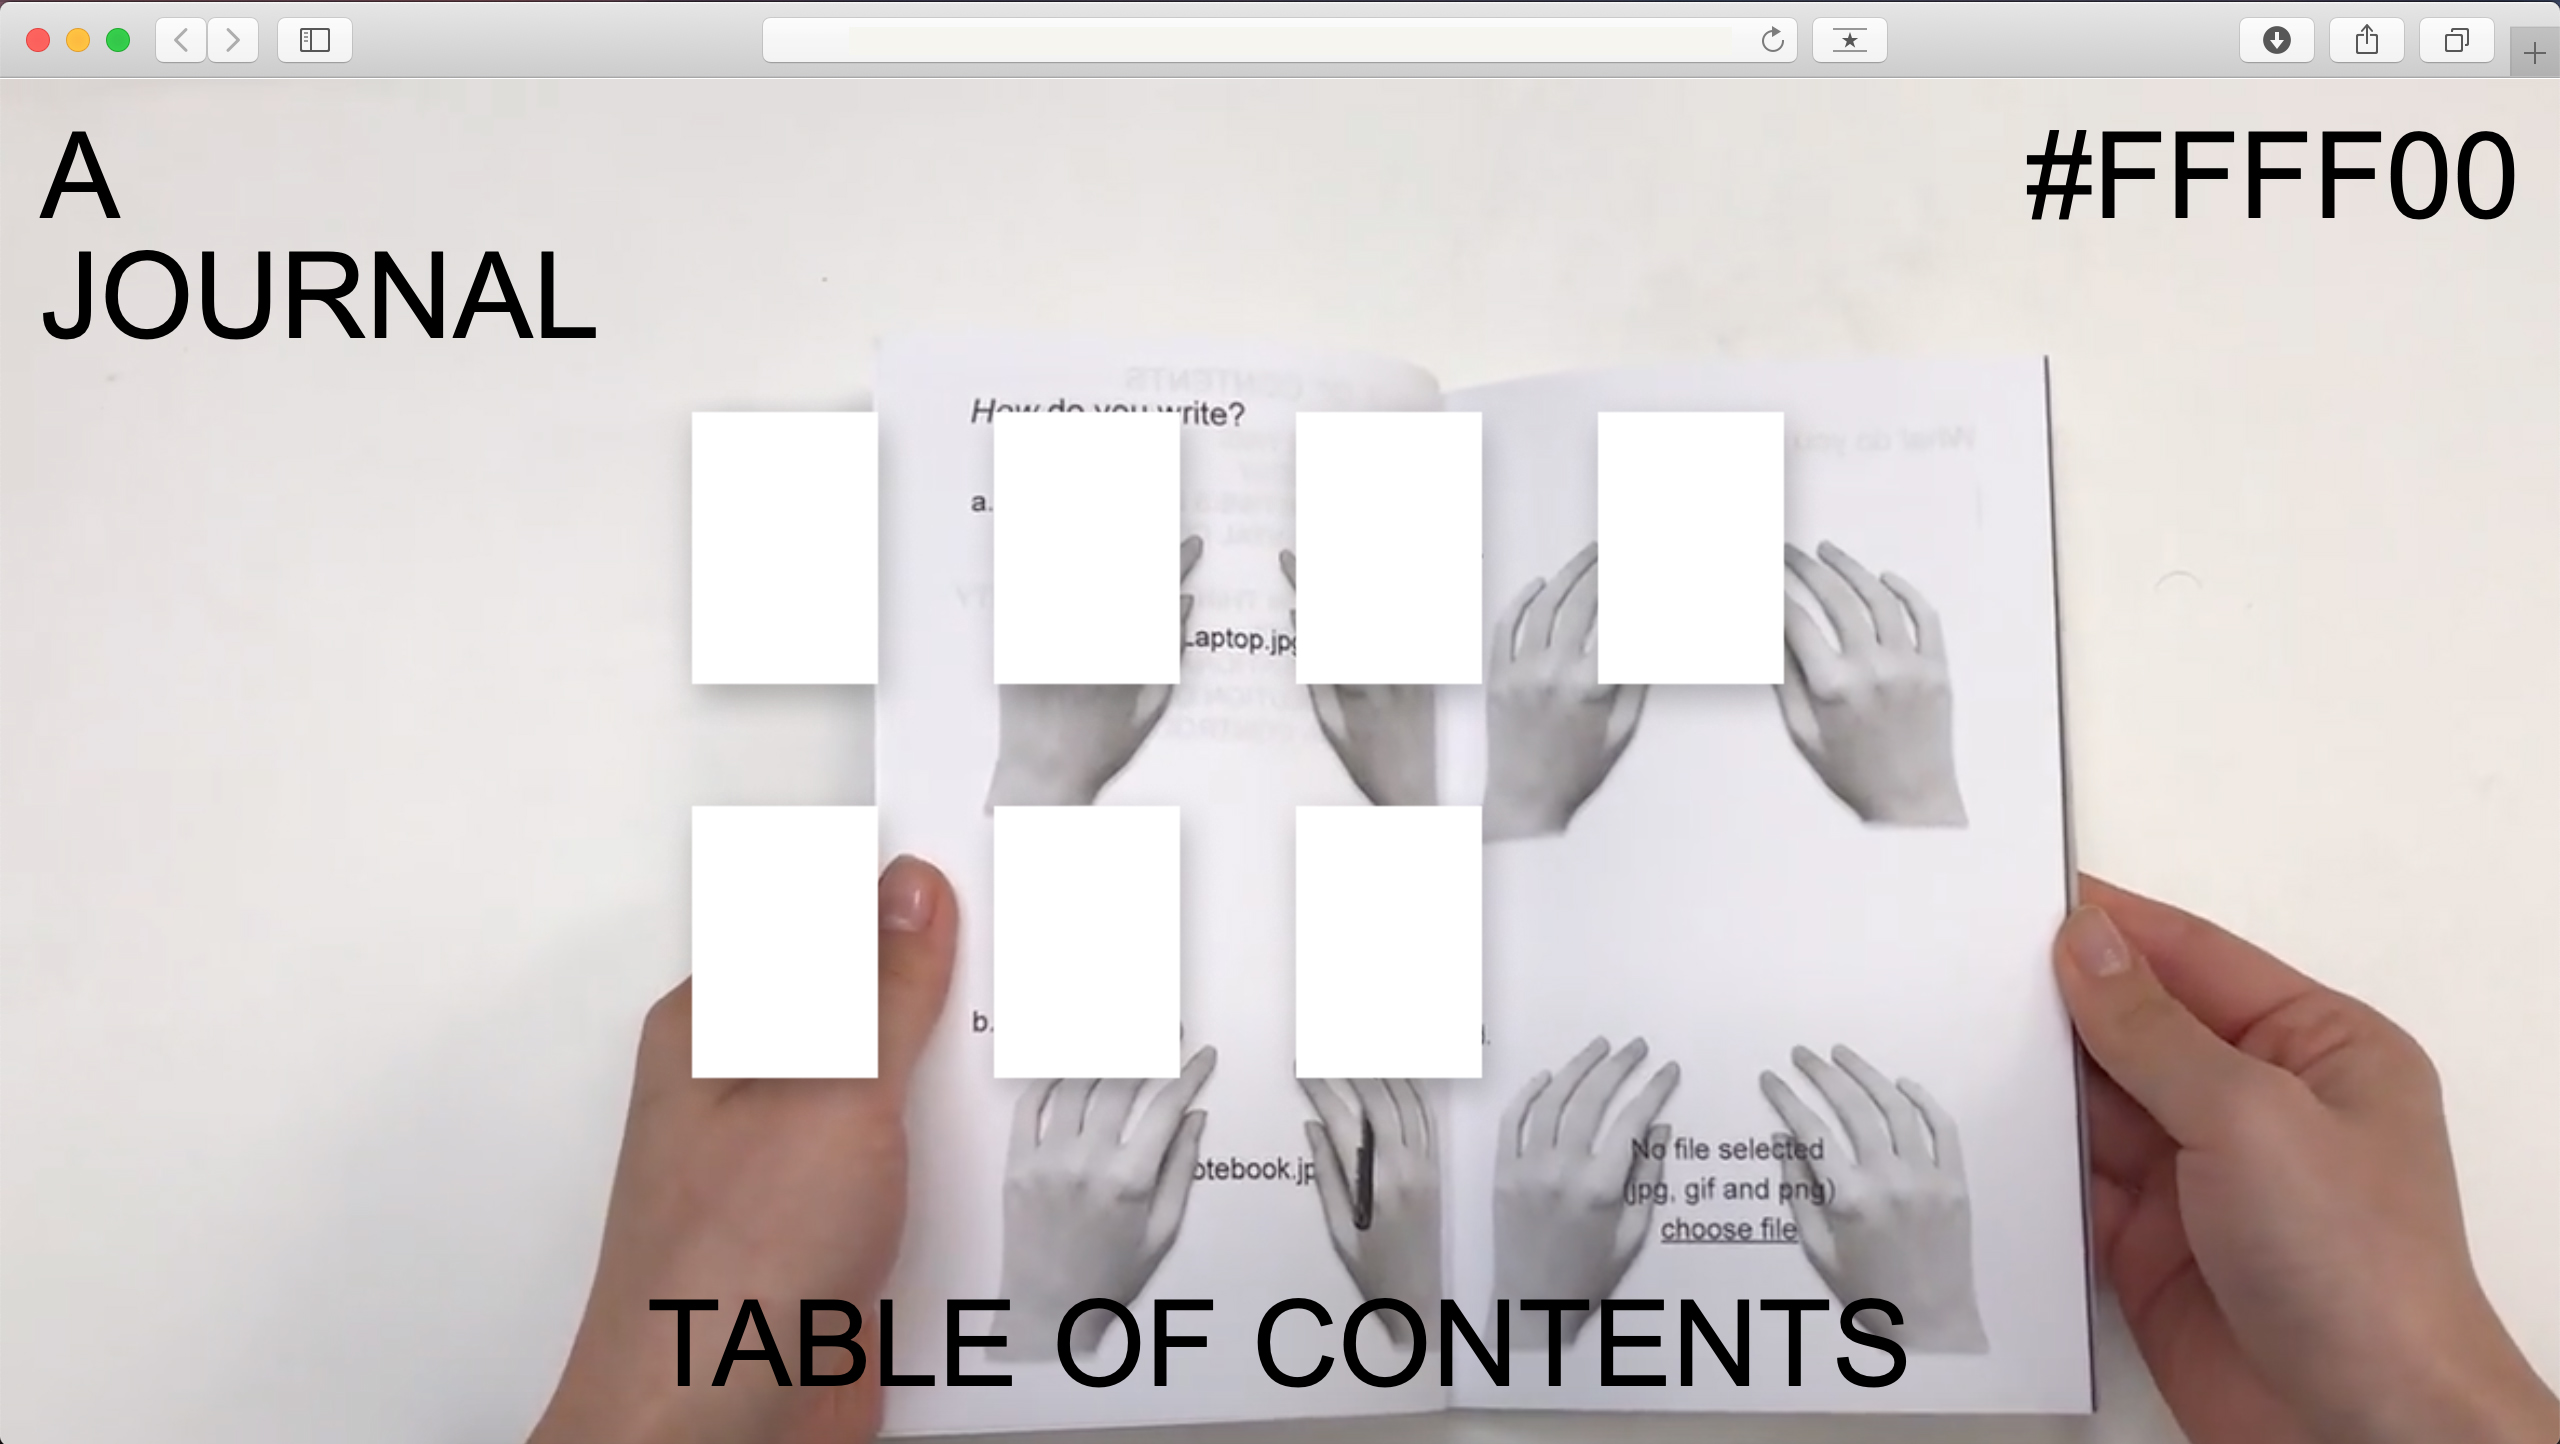 A
JOURNAL
#FFFF00
How do you write?
a.
Laptop.jpg
b.
otebook.jp
No file selected
(jpg, gif and png)
choose file
TABLE OF CONTENTS